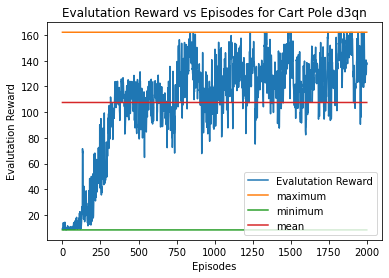 Evalutation Reward vs Episodes for Cart Pole d3qn
160
140
120
100
80
60
40
20
Evalutation Reward
Evalutation Reward
maximum
minimum
mean
0 250 500 750 1000 1250 1500 1750 2000
Episodes